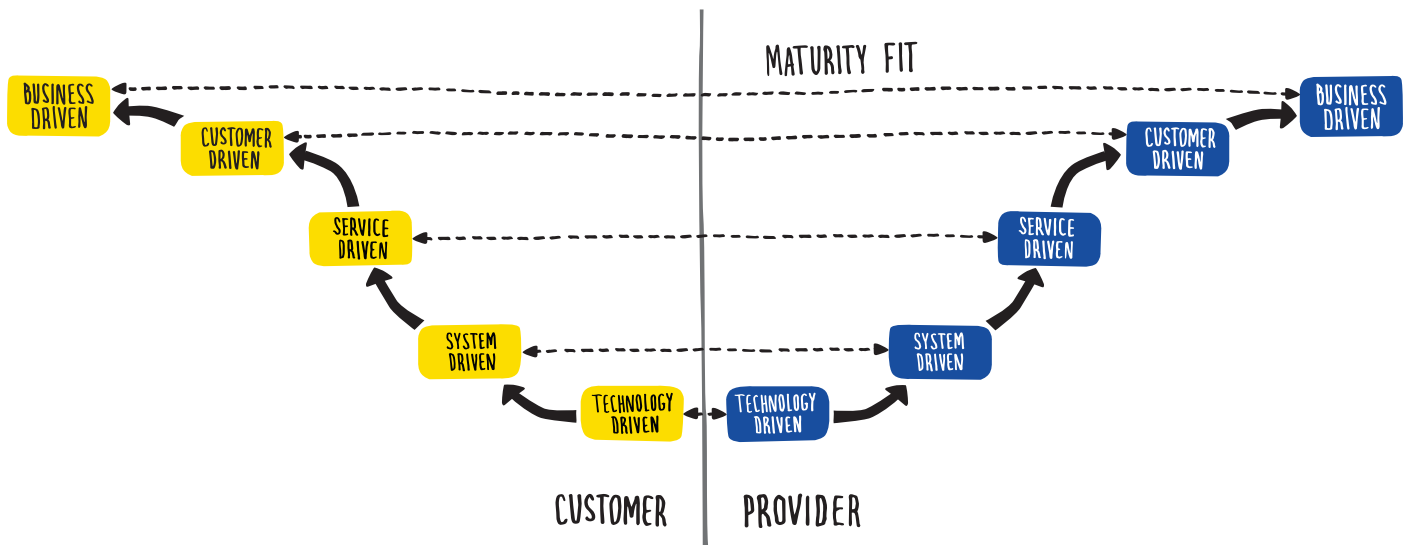 MATURITY FIT
BUSINESS
DRIVEN
BUSINESS
DRIVEN
CUSTOMER
DRIVEN
CUSTOMER
DRIVEN
SERVICE
DRIVEN
SERVICE
DRIVEN
SYSTEM
DRIVEN
SYSTEM
DRIVEN
TECHNOLOGY
DRIVEN
TECHNOLOGY
DRIVEN
CUSTOMER
PROVIDER